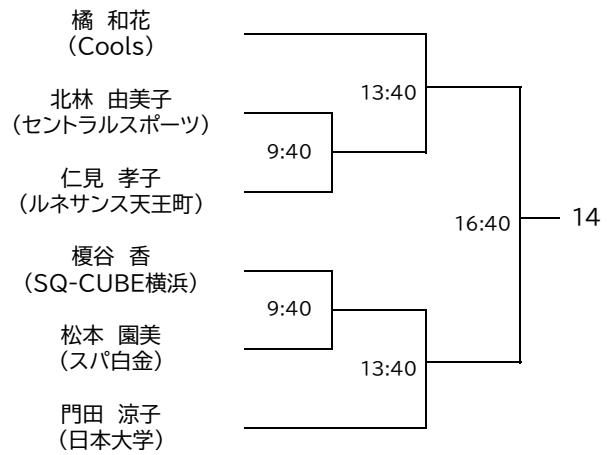 橘 和花
（Cools）
13:40
北林 由美子
（セントラルスポーツ）
9:40
仁見 孝子
（ルネサンス天王町）
16:40
14
榎谷 香
（SQ-CUBE横浜）
9:40
松本 園美
（スパ白金）
13:40
門田 涼子
（日本大学）